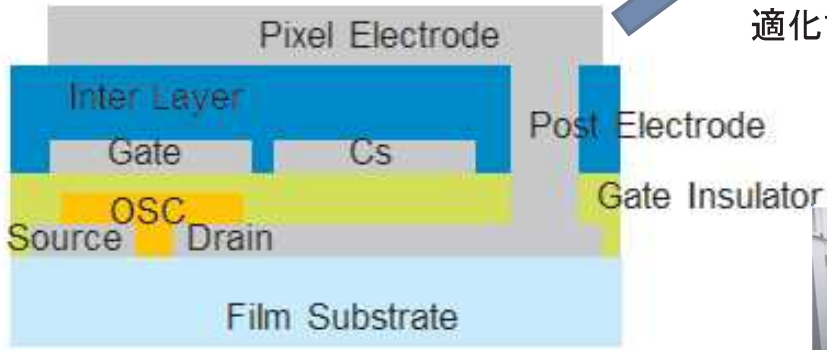 適化
Pixel Electrode
Inter Layer
Post Electrode
Gate
Cs
Gate Insulator
OSC
Source
Drain
Film Substrate